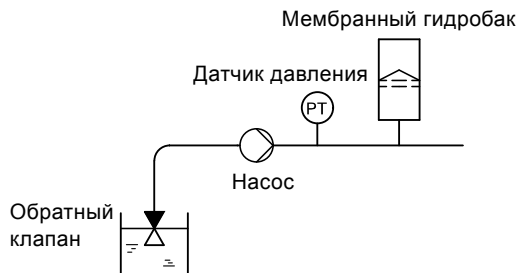 Мембранный гидробак
Датчик давления
PT
Насос
Обратный
клапан